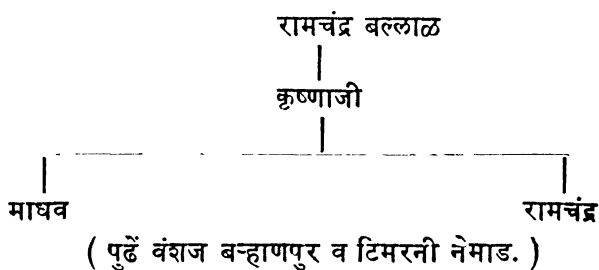 रामचंद्र बल्लाळ
कृष्णाजी
माधव रामचंद्र
( पुढें वंशज बऱ्हाणपुर व टिमरनी नेमाड. )